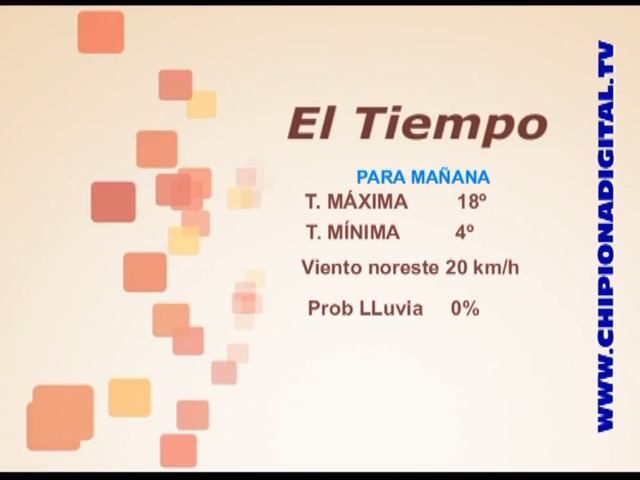 El Tiempo
PARA MAÑANA
T. MÁXIMA 18º
T. MÍNIMA 4º
Viento noreste 20 km/h
Prob LLuvia 0%
WWW.CHIPIONADIGITAL.TV